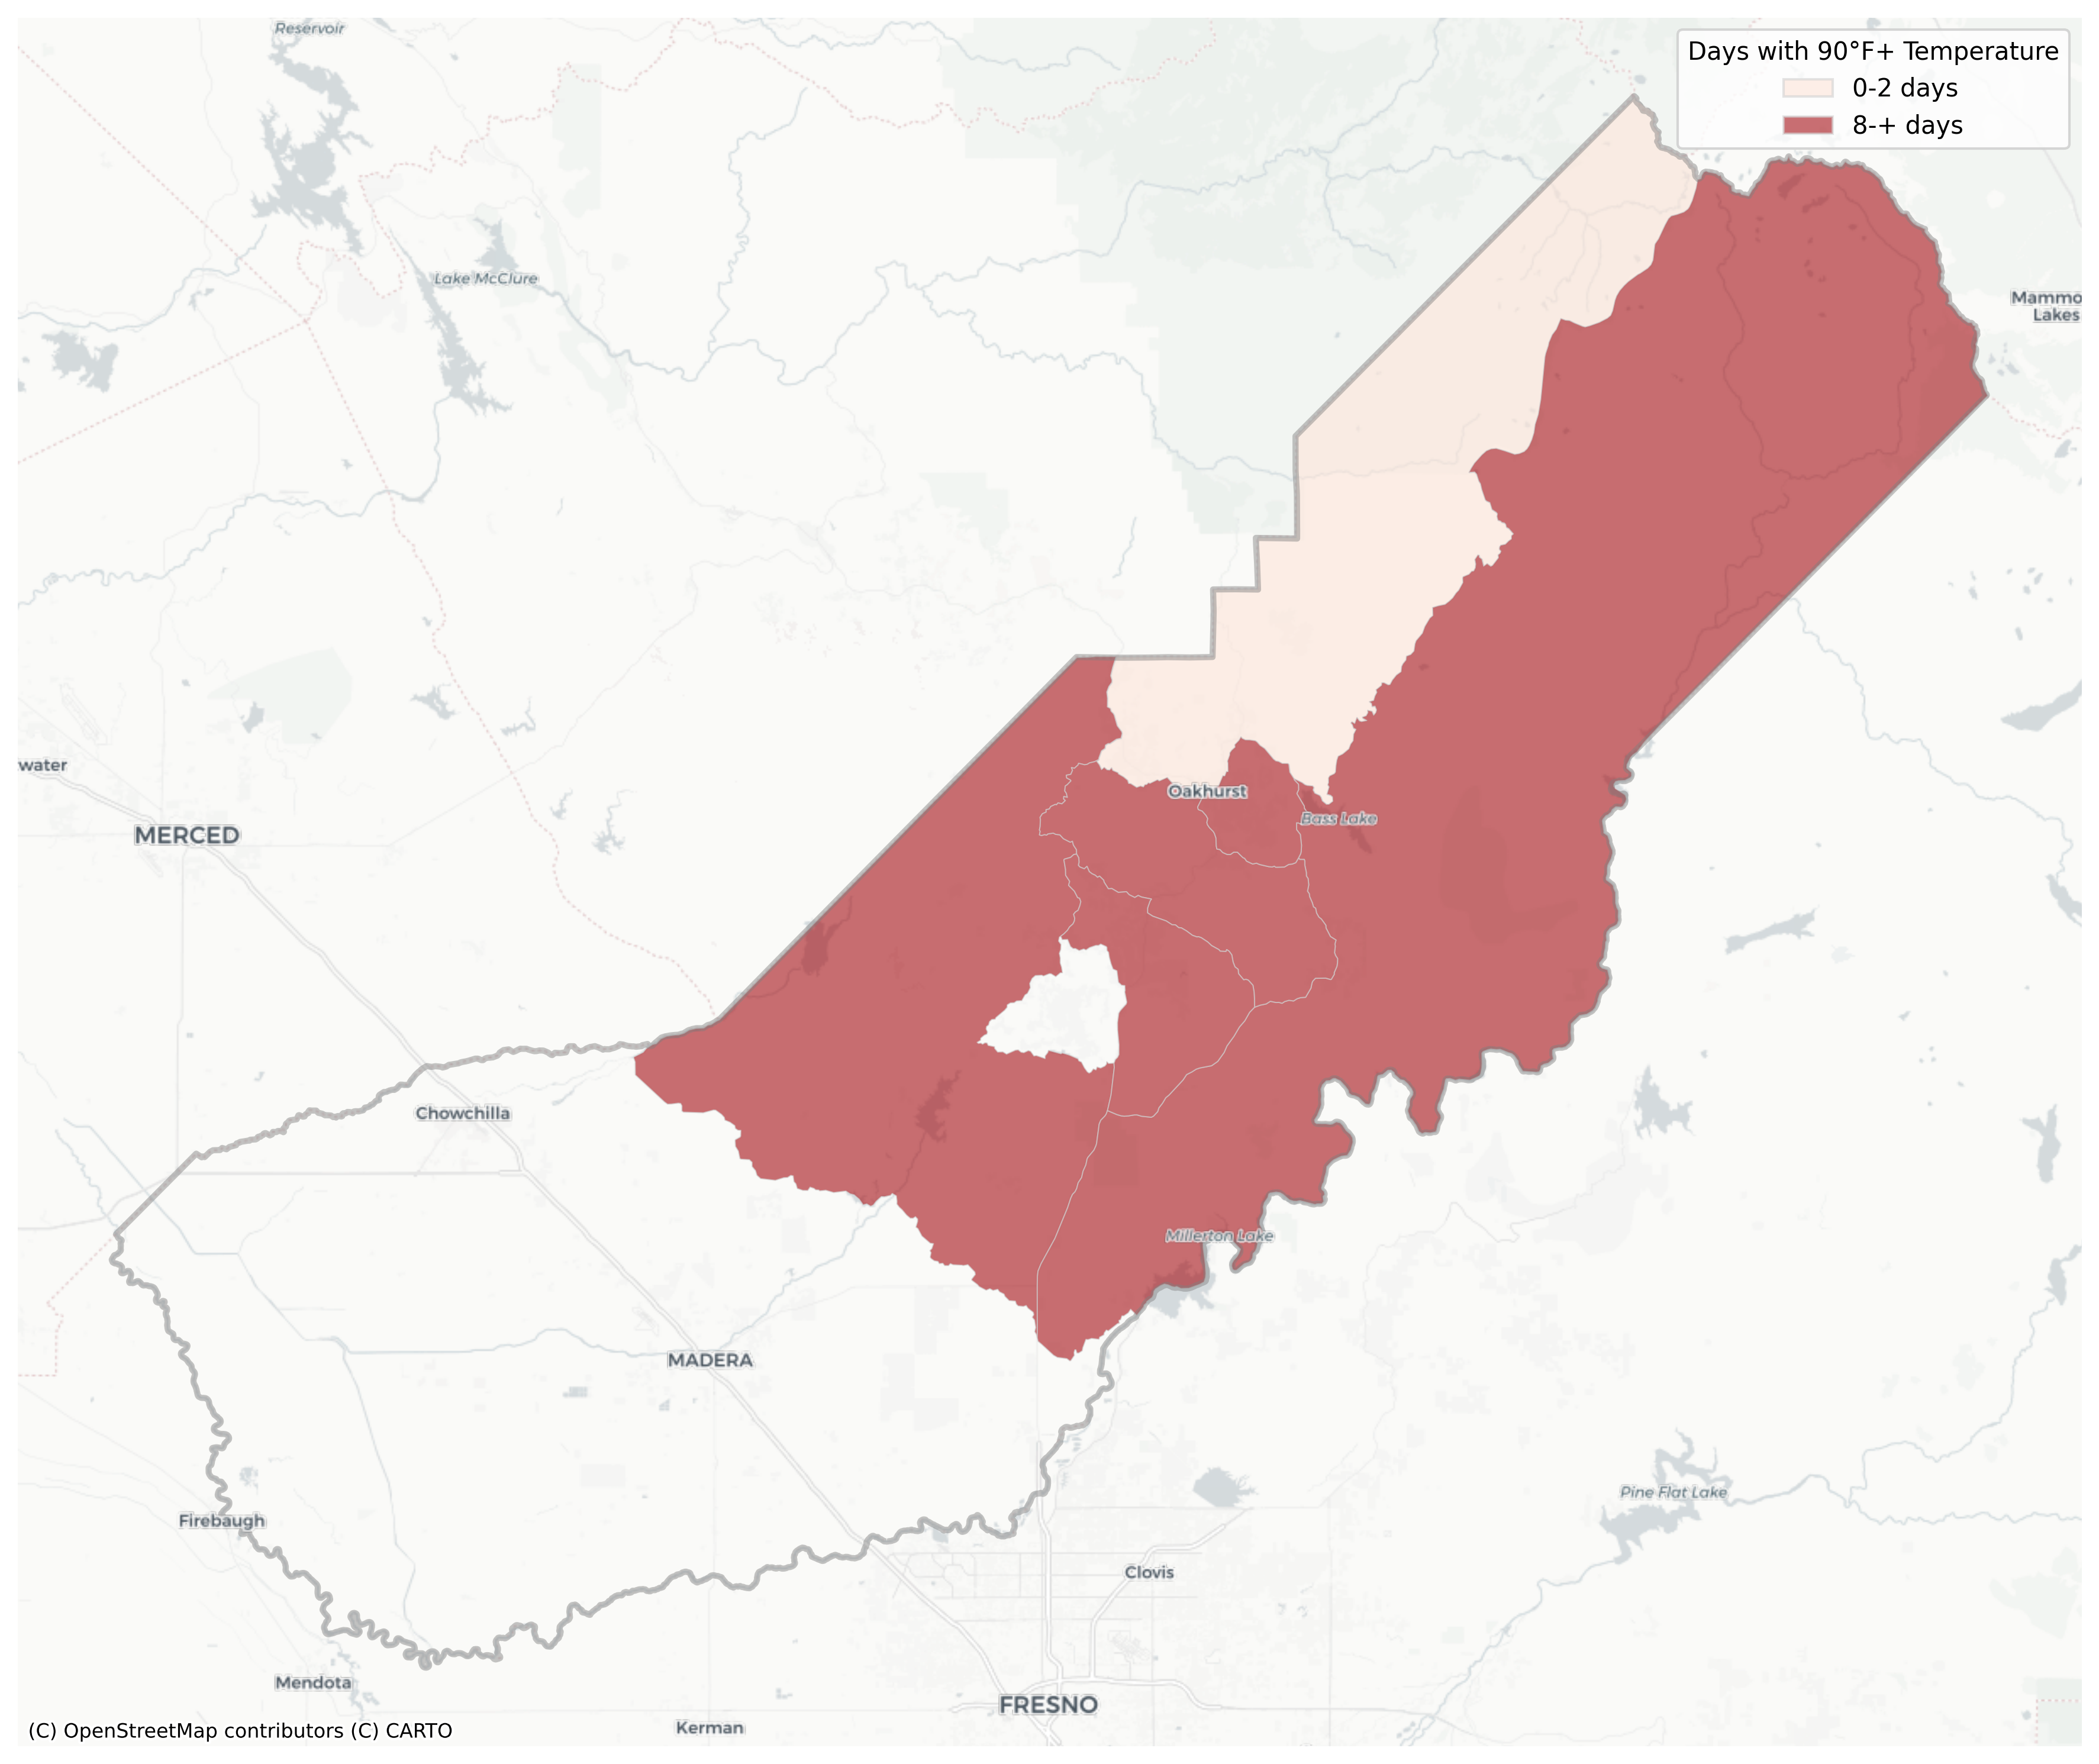 Reservoir
Days with 90°F+ Temperature
0-2 days
8-+ days
Lake McClure
Mammo
Lakes
water
MERCED
Oakhurst
Bass Lake
Chowchilla
Millerton Lake
MADERA
Pine Flat Lake
Firebaugh
Clovis
Mendota
FRESNO
Kerman
(C) OpenStreetMap contributors (C) CARTO